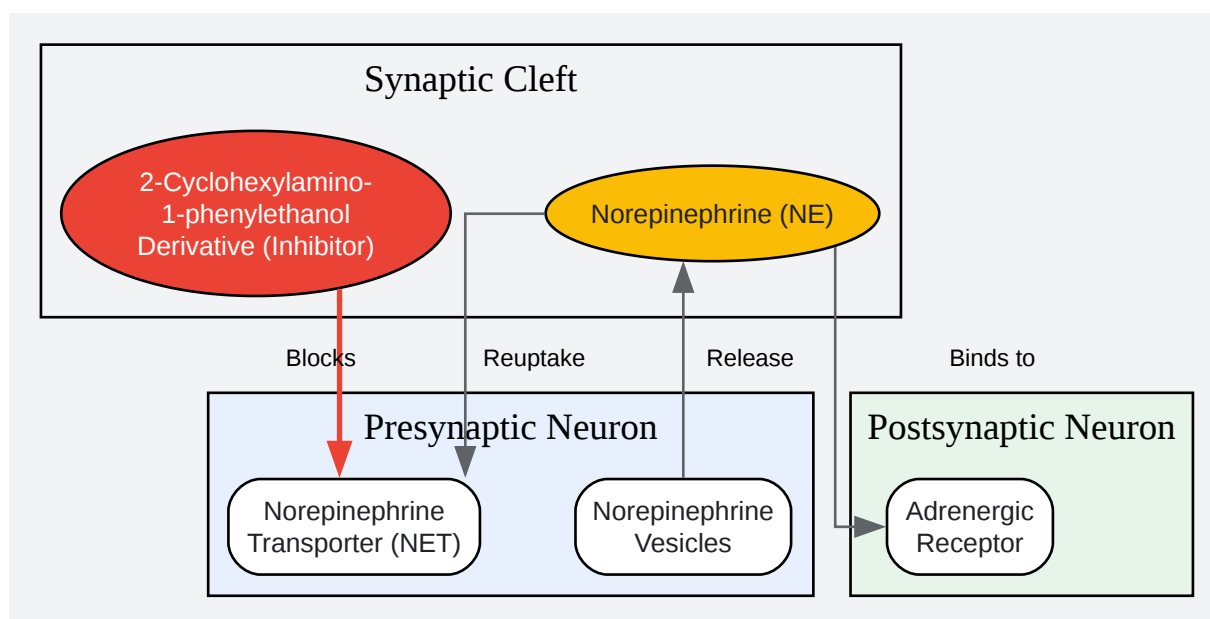 Synaptic Cleft
2-Cyclohexylamino-
1-phenylethanol
Derivative (Inhibitor)
Norepinephrine (NE)
Blocks
Reuptake
Release
Binds to
Presynaptic Neuron
Postsynaptic Neuron
Norepinephrine
Transporter (NET)
Norepinephrine
Vesicles
Adrenergic
Receptor